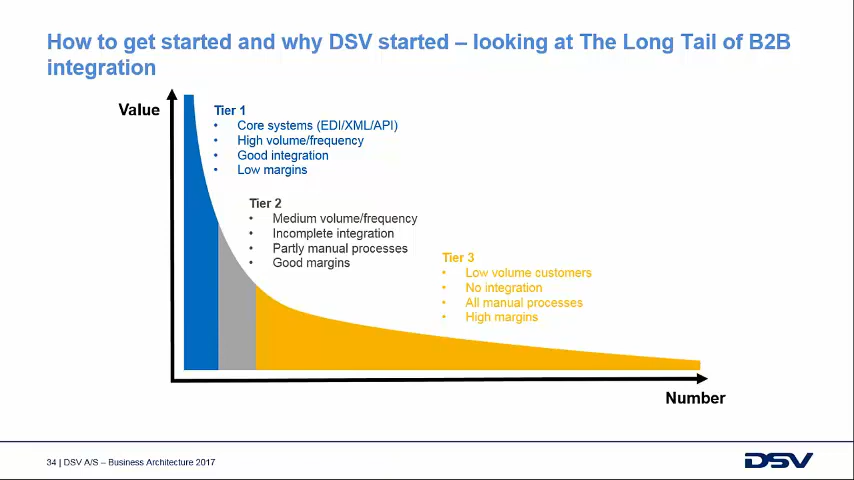 How to get started and why DSV started – looking at The Long Tail of B2B
integration
Value
Tier 1
• Core systems (EDI/XML/API)
• High volume/frequency
• Good integration
• Low margins
Tier 2
• Medium volume/frequency
• Incomplete integration
• Partly manual processes
• Good margins
Tier 3
• Low volume customers
• No integration
• All manual processes
• High margins
Number
34 | DSV A/S – Business Architecture 2017
DSV